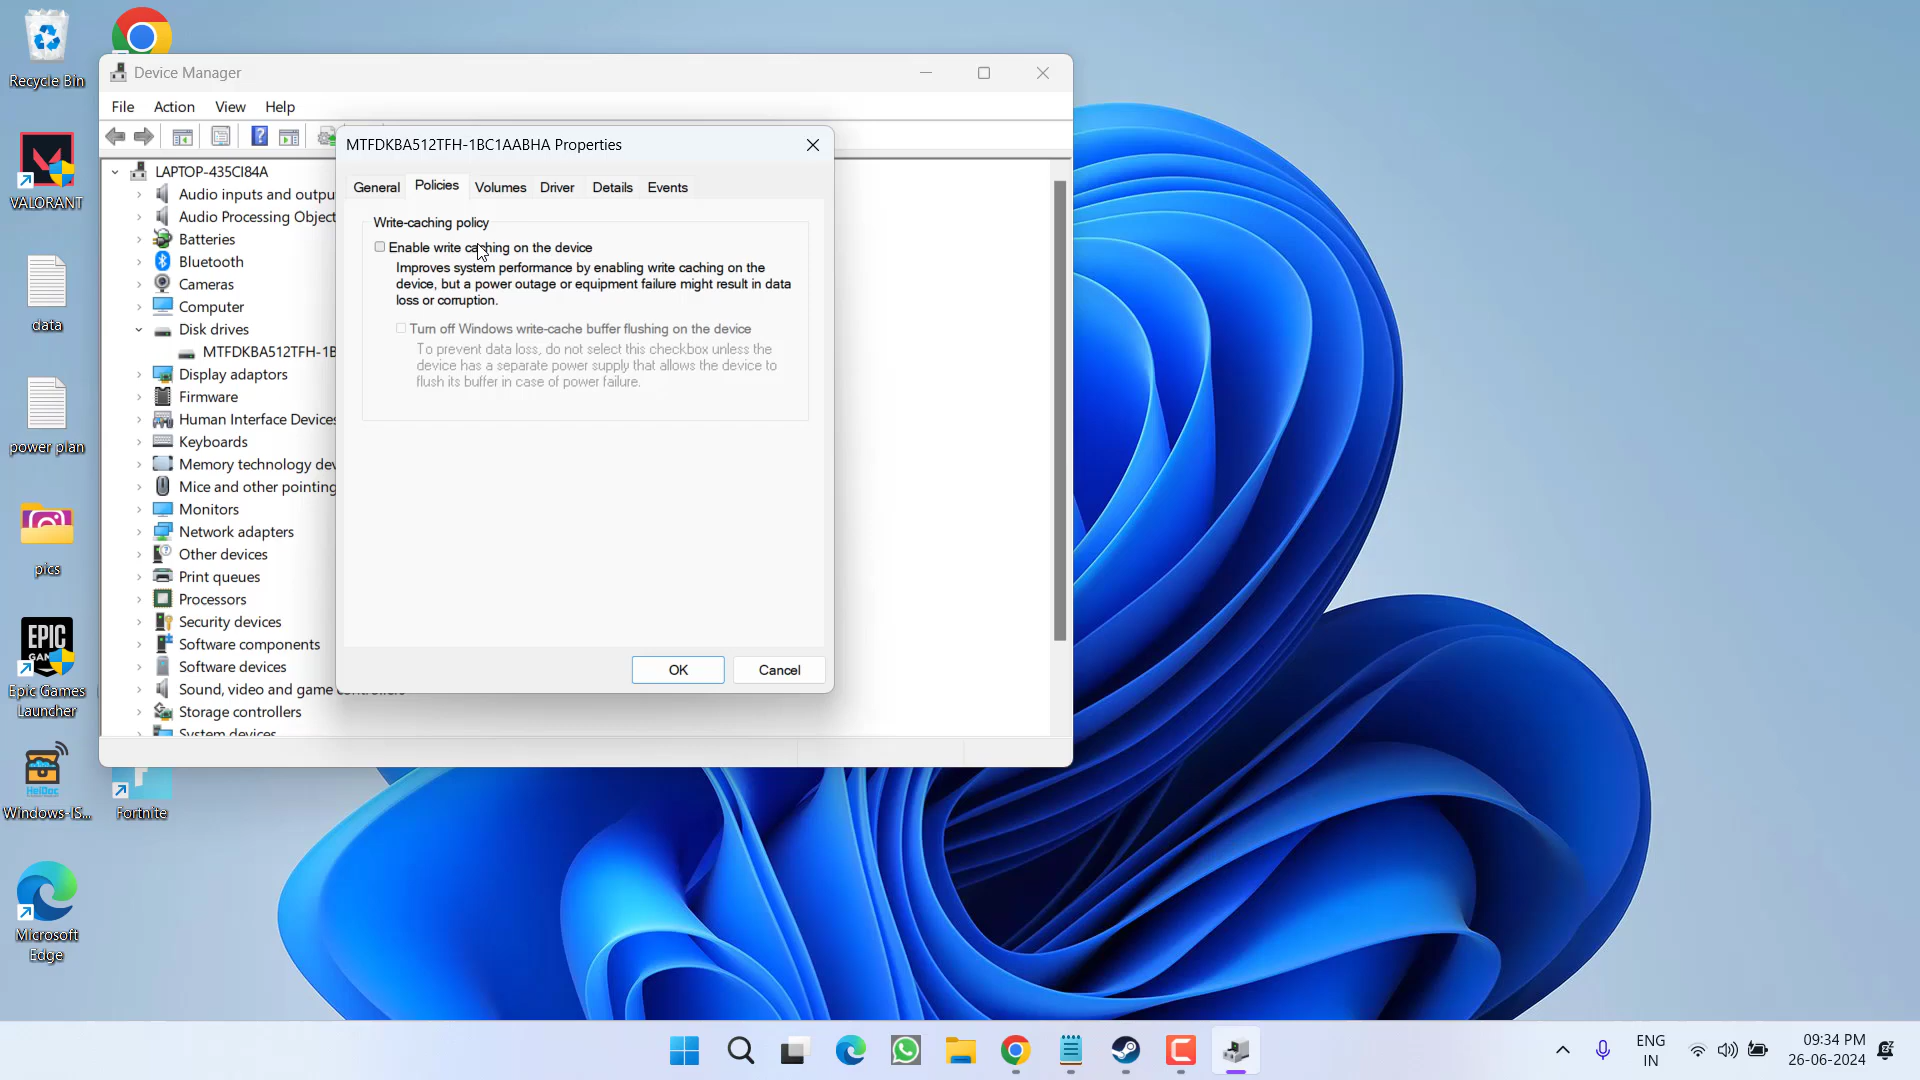 Recycle Bin
VALORANT
data
power plan
pics
EPIC
GAMES
Epic Games
Launcher
HeiDoc
Windows-IS...
Fortnite
Microsoft
Edge
Device Manager
File Action View Help
LAPTOP-435CI84A
Audio inputs and outpu
Audio Processing Object
Batteries
Bluetooth
Cameras
Computer
Disk drives
MTFDKBA512TFH-1B
Display adaptors
Firmware
Human Interface Devices
Keyboards
Memory technology dev
Mice and other pointing
Monitors
Network adapters
Other devices
Print queues
Processors
Security devices
Software components
Software devices
Sound, video and game controllers
Storage controllers
System devices
MTFDKBA512TFH-1BC1AABHA Properties
General Policies Volumes Driver Details Events
Write-caching policy
Enable write caching on the device
Improves system performance by enabling write caching on the
device, but a power outage or equipment failure might result in data
loss or corruption.
Turn off Windows write-cache buffer flushing on the device
To prevent data loss, do not select this checkbox unless the
device has a separate power supply that allows the device to
flush its buffer in case of power failure.
OK Cancel
ENG
IN
09:34 PM
26-06-2024